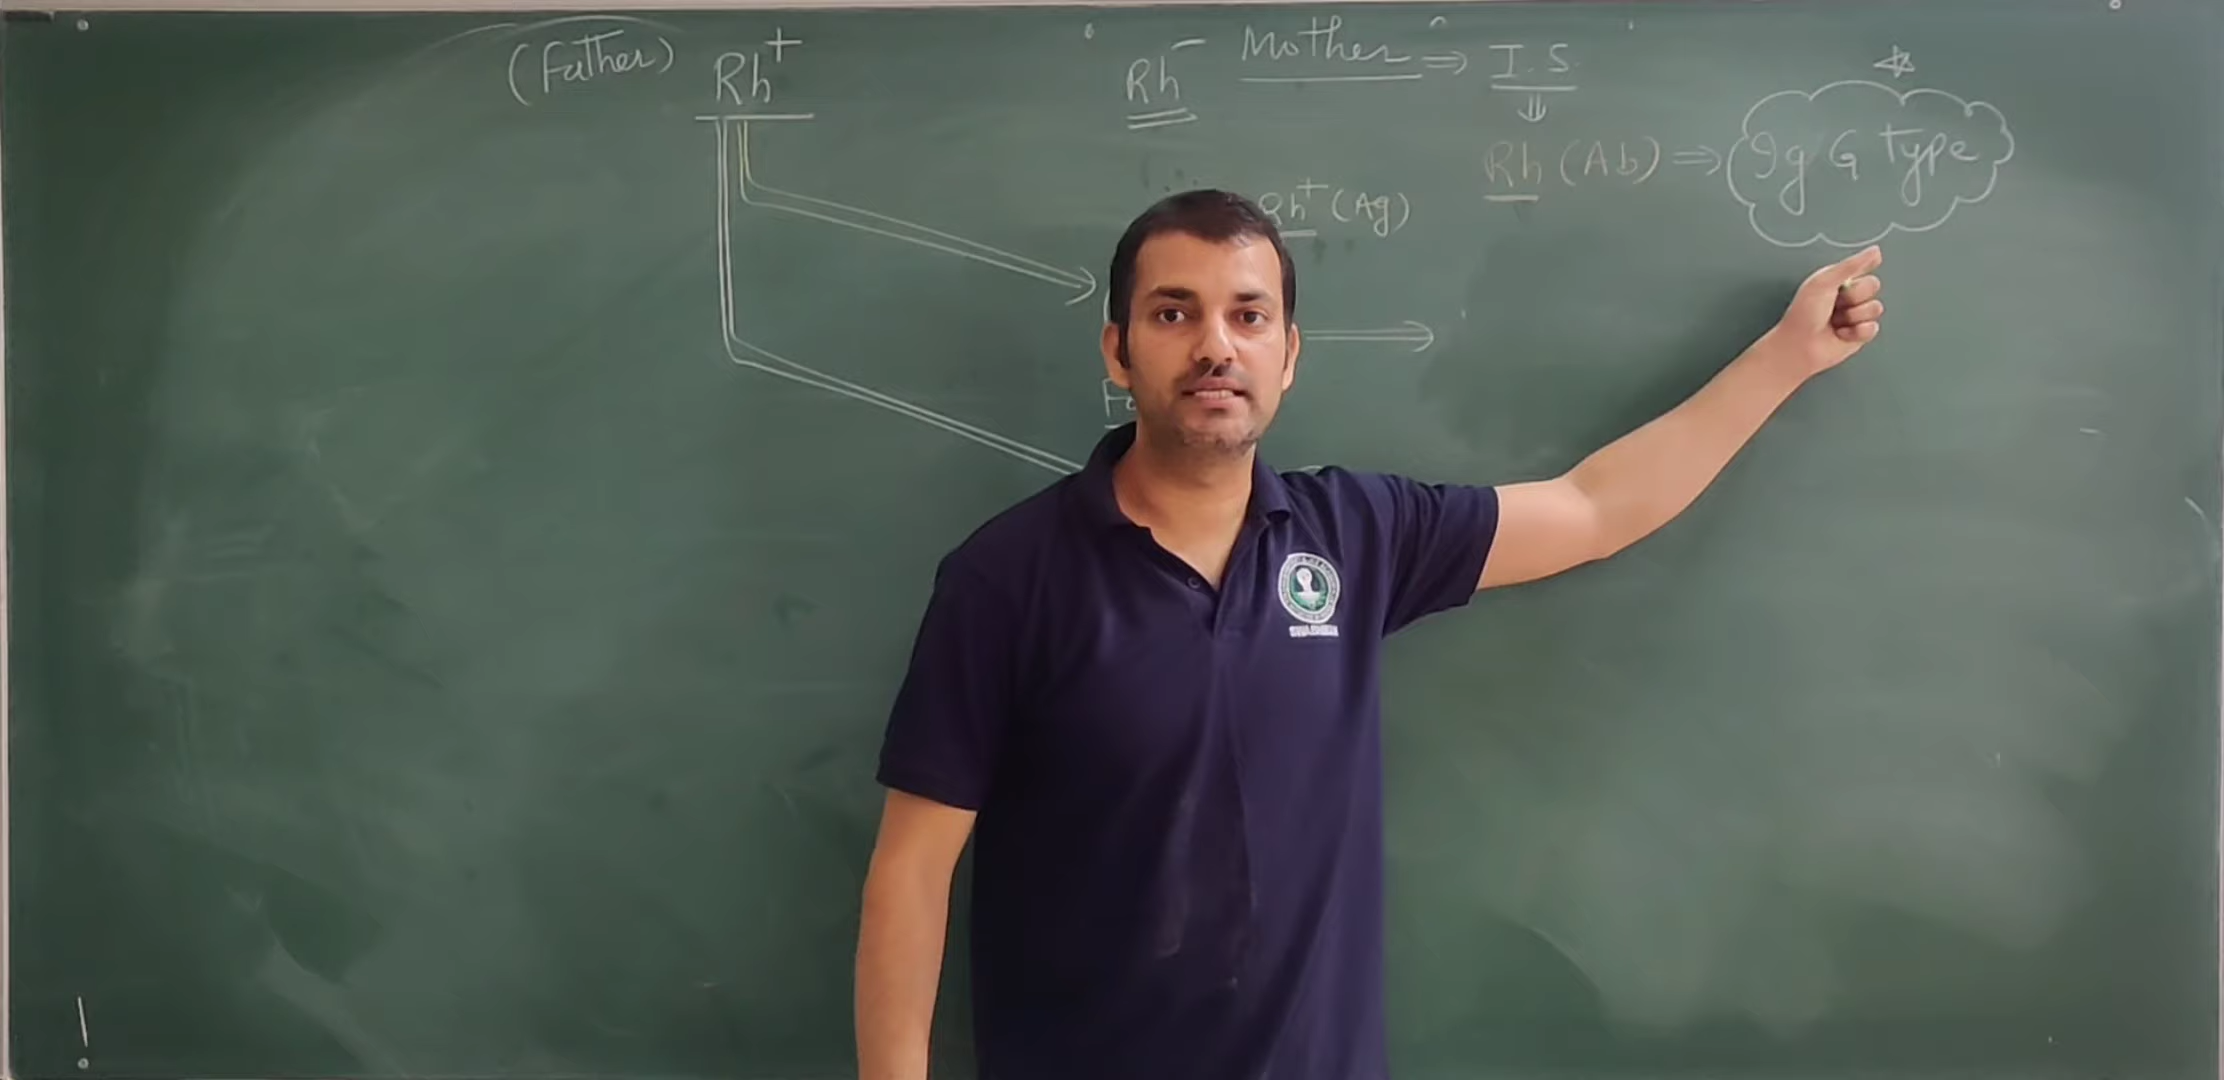 (Father) Rh+ Rh- Mother ⇒ I.S.
⇓
Rh (Ab) ⇒ Ig G Type
Rh+ (Ag)